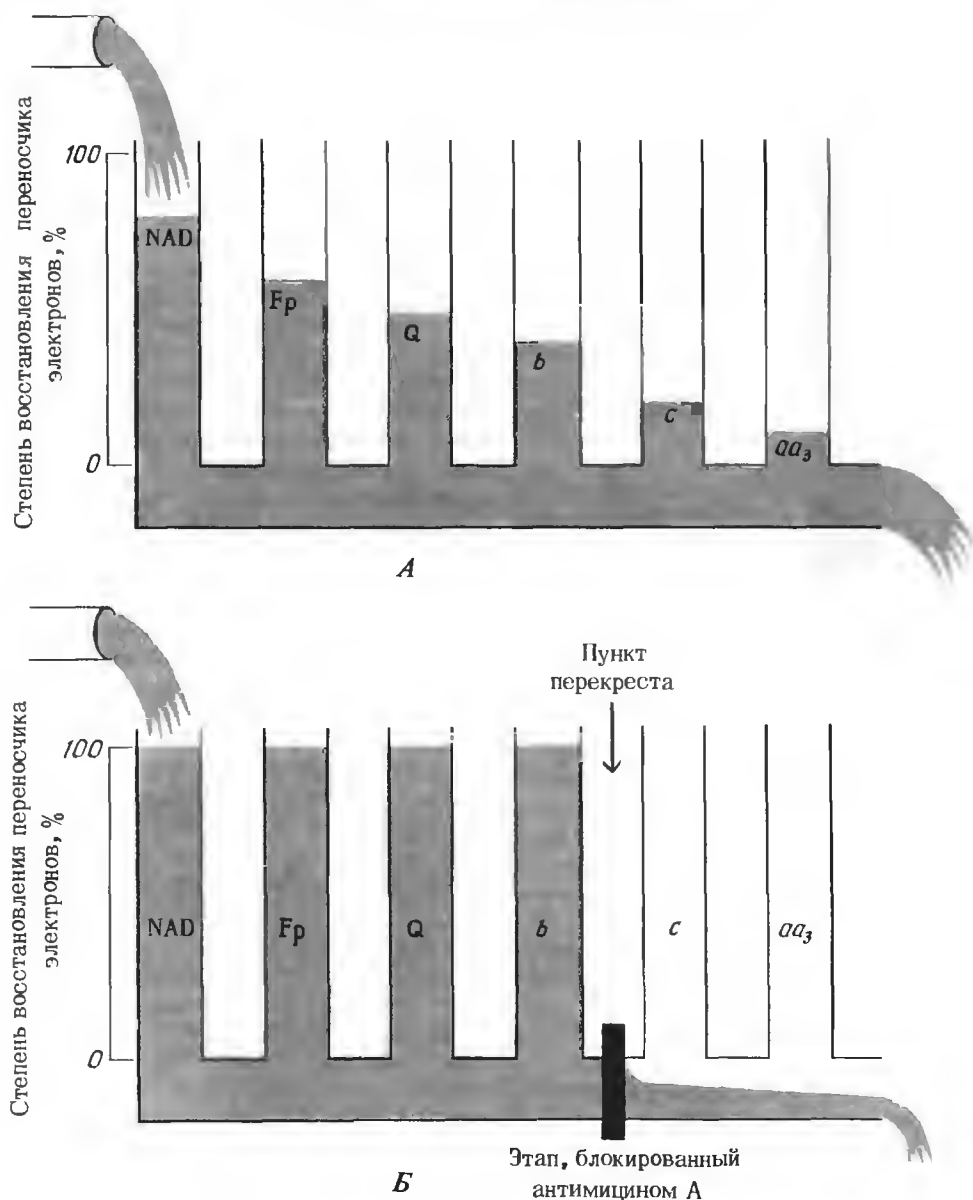 Степень восстановления переносчика
электронов, %
100
0
NAD
Fp
Q
b
c
aa₃
А
Пункт
перекреста
Степень восстановления переносчика
электронов, %
100
0
NAD
Fp
Q
b
c
aa₃
Этап, блокированный
антимицином А
Б